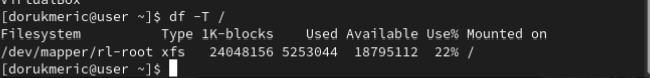 VirtualBox
[dorukmeric@user ~]$ df -T /
Filesystem          Type 1K-blocks    Used Available Use% Mounted on
/dev/mapper/rl-root xfs   24048156 5253044  18795112  22% /
[dorukmeric@user ~]$